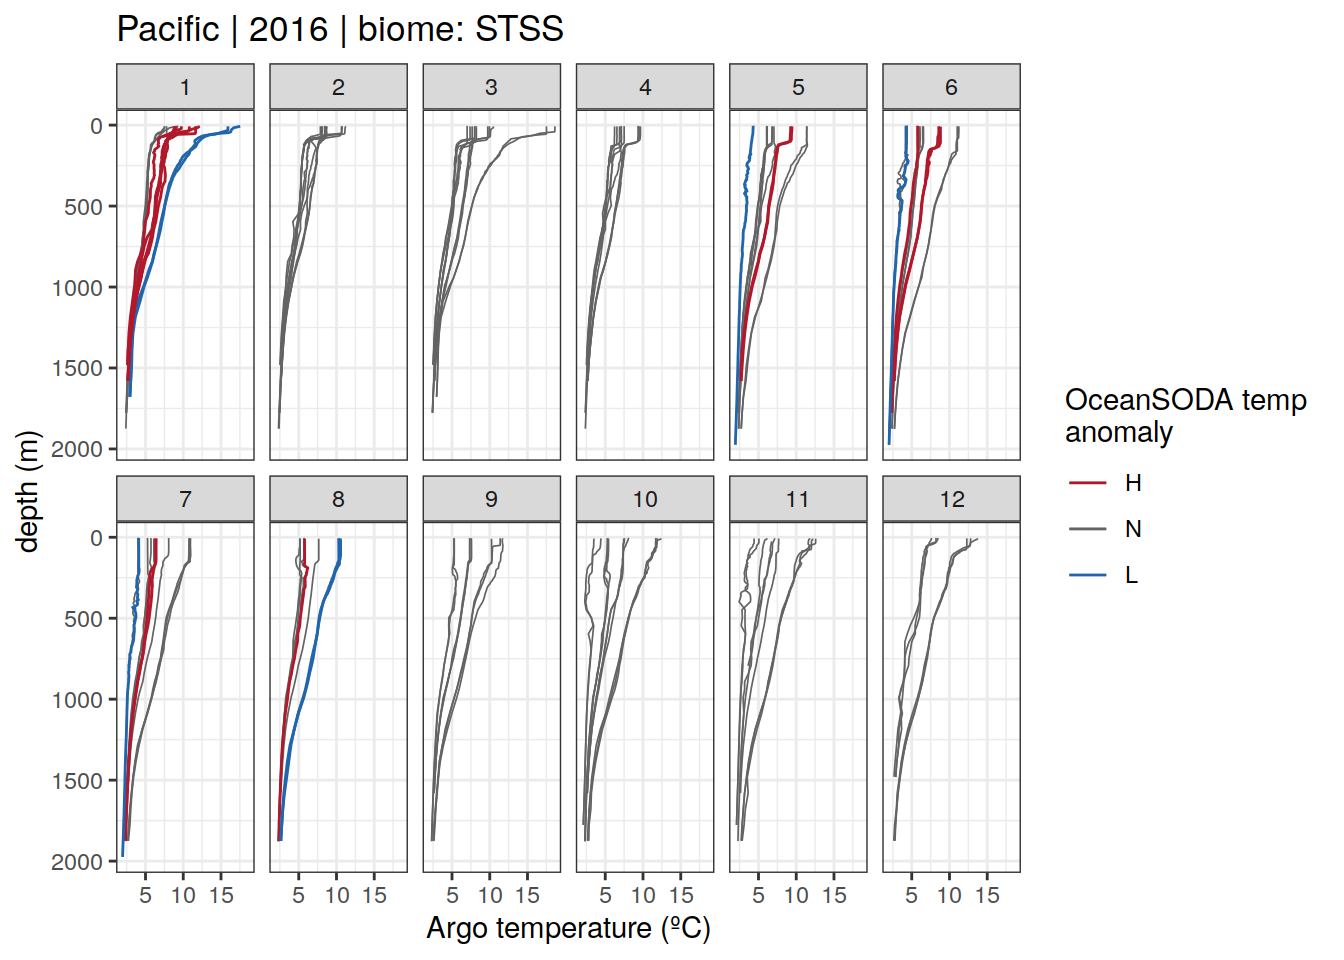 Pacific | 2016 | biome: STSS
1 2 3 4 5 6
0
500
1000
1500
2000
7 8 9 10 11 12
0
500
1000
1500
2000
5 10 15 5 10 15 5 10 15 5 10 15 5 10 15 5 10 15
Argo temperature (ºC)
depth (m)
OceanSODA temp
anomaly
H
N
L